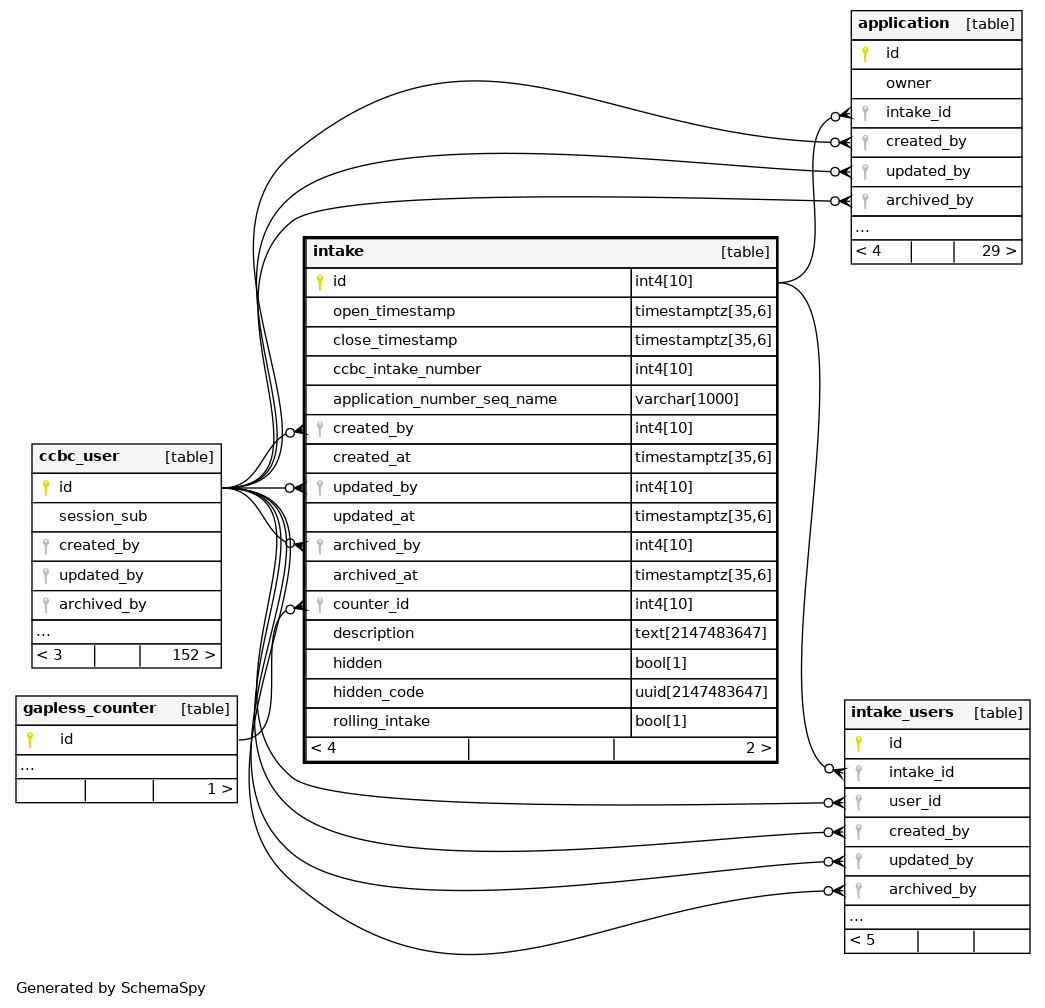 application [table]
id
owner
intake_id
created_by
updated_by
archived_by
...
< 4 29 >
intake [table]
id int4[10]
open_timestamp timestamptz[35,6]
close_timestamp timestamptz[35,6]
ccbc_intake_number int4[10]
application_number_seq_name varchar[1000]
created_by int4[10]
created_at timestamptz[35,6]
updated_by int4[10]
updated_at timestamptz[35,6]
archived_by int4[10]
archived_at timestamptz[35,6]
counter_id int4[10]
description text[2147483647]
hidden bool[1]
hidden_code uuid[2147483647]
rolling_intake bool[1]
< 4 2 >
ccbc_user [table]
id
session_sub
created_by
updated_by
archived_by
...
< 3 152 >
gapless_counter [table]
id
...
1 >
intake_users [table]
id
intake_id
user_id
created_by
updated_by
archived_by
...
< 5
Generated by SchemaSpy